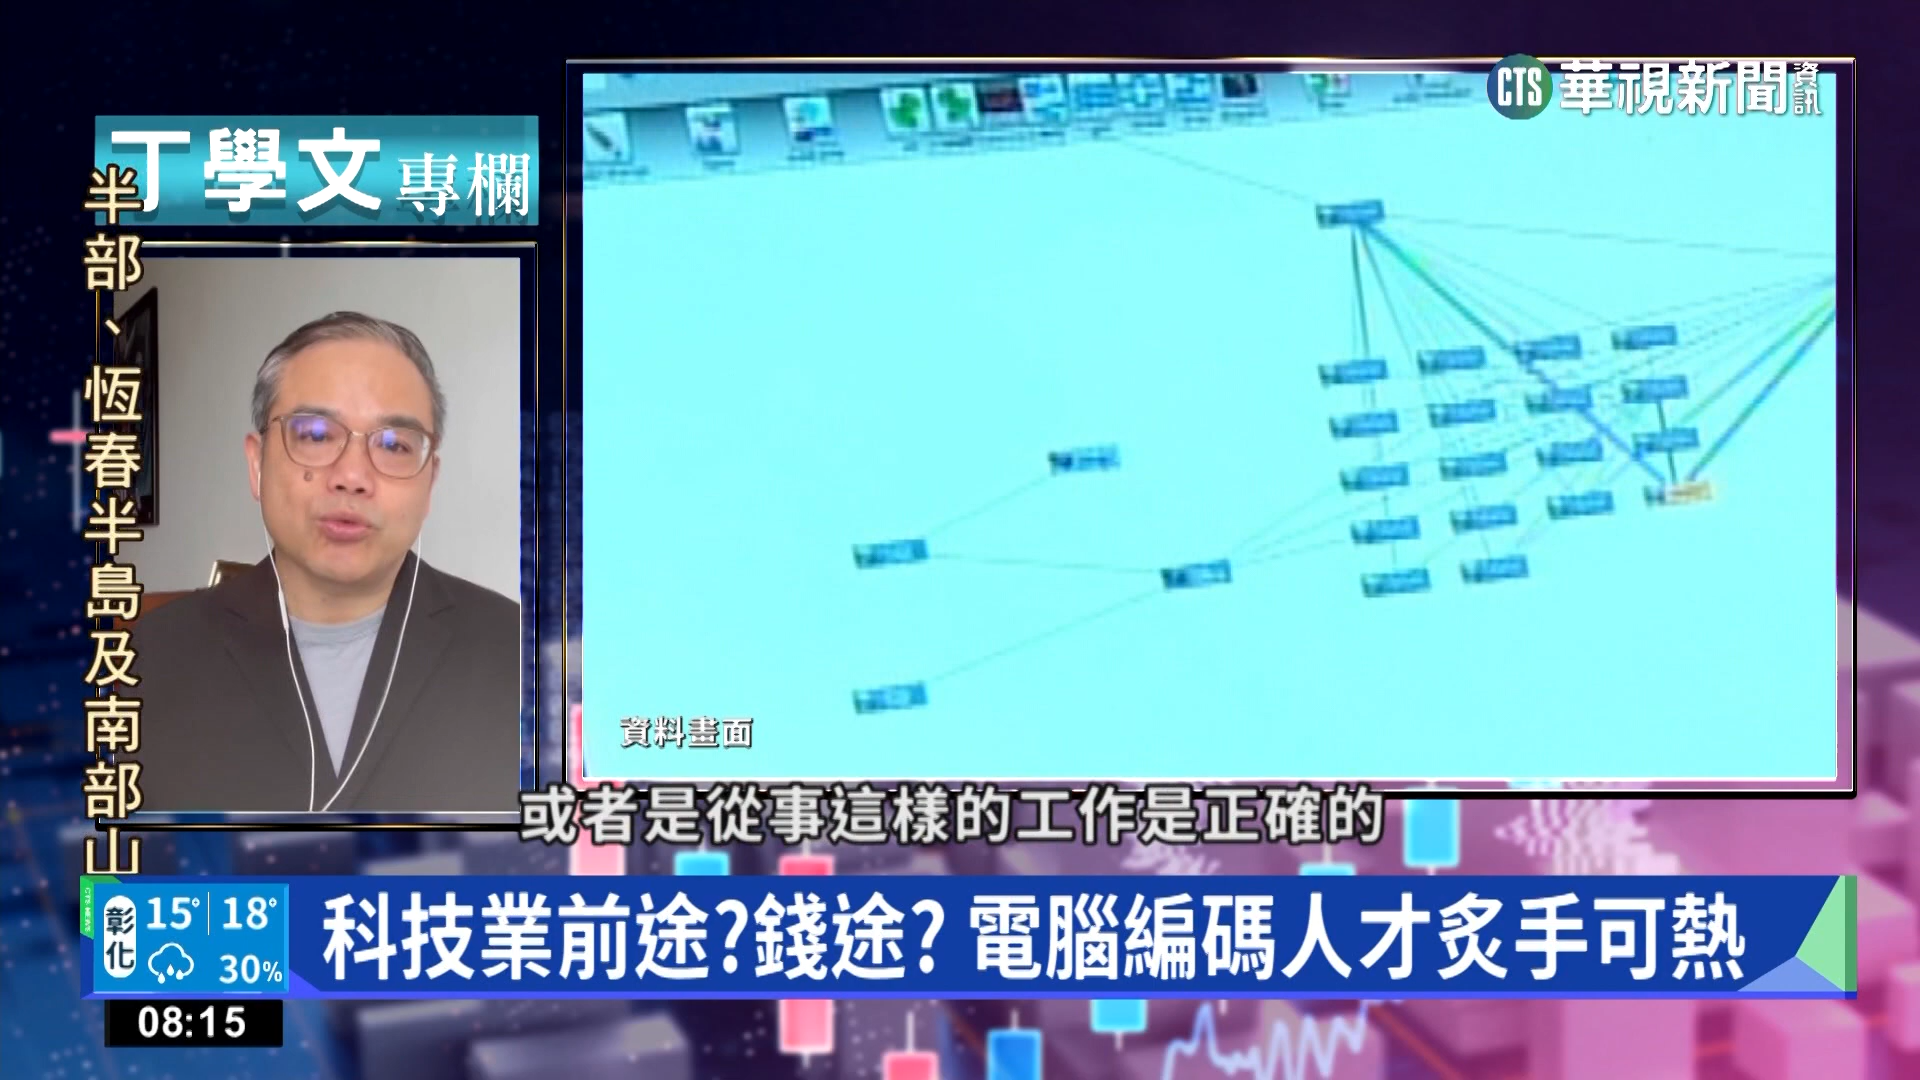 CTS 華視新聞資訊
丁學文專欄
半部、恆春半島及南部山
資料畫面
或者是從事這樣的工作是正確的
科技業前途?錢途? 電腦編碼人才炙手可熱
CTS NEWS
彰化
15° 18°
30%
08:15